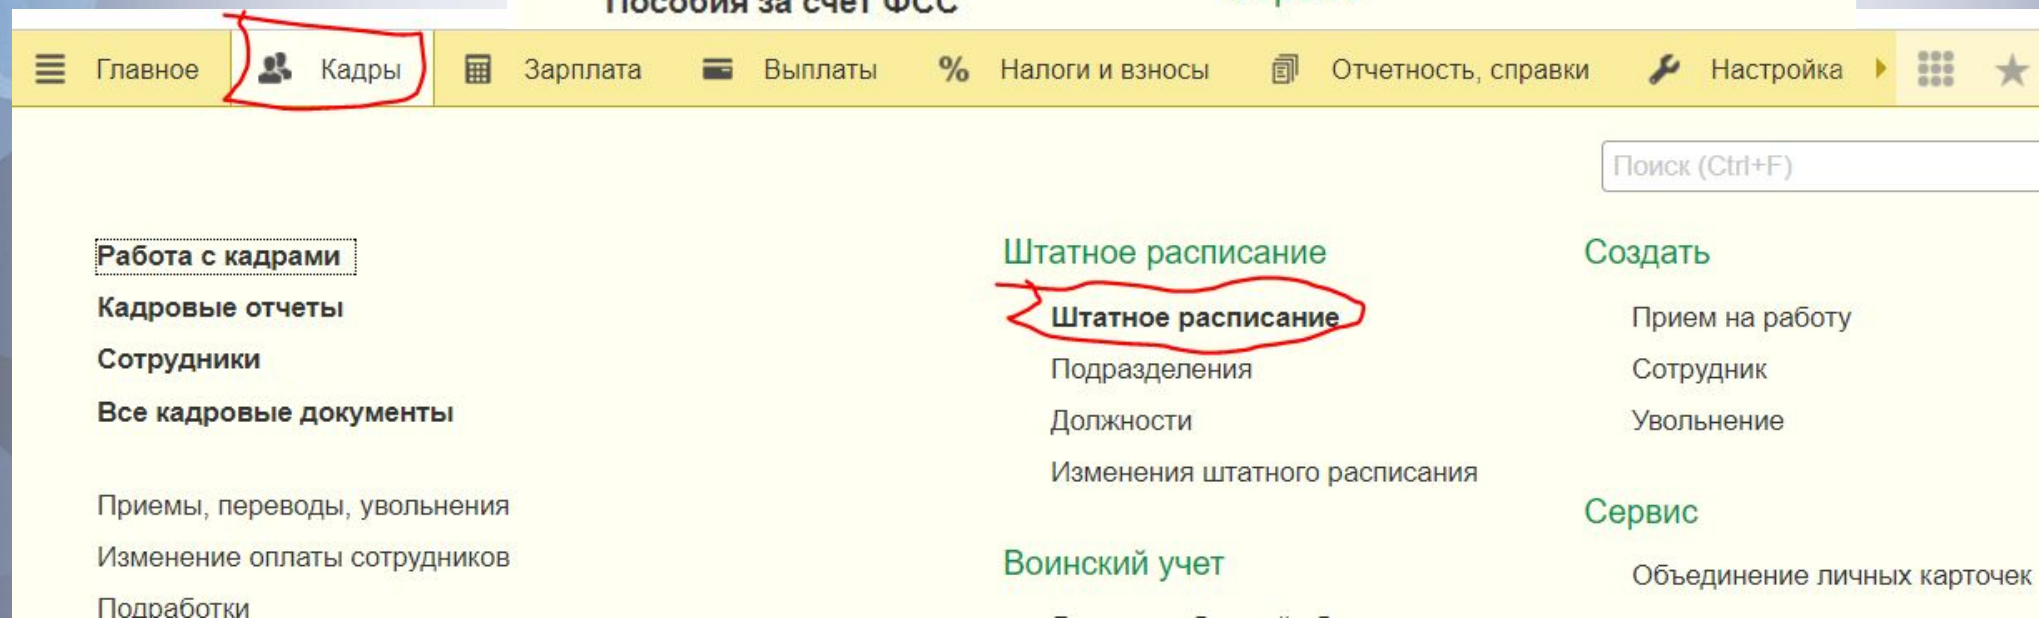 Пособия за счет ФСС
Главное Кадры Зарплата Выплаты % Налоги и взносы Отчетность, справки Настройка
Поиск (Ctrl+F)
Работа с кадрами
Кадровые отчеты
Сотрудники
Все кадровые документы
Приемы, переводы, увольнения
Изменение оплаты сотрудников
Подработки
Штатное расписание
Штатное расписание
Подразделения
Должности
Изменения штатного расписания
Воинский учет
Создать
Прием на работу
Сотрудник
Увольнение
Сервис
Объединение личных карточек